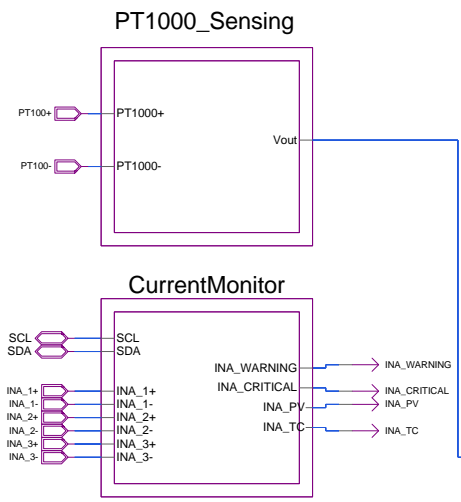 PT1000_Sensing
PT100+ PT1000+
Vout
PT100- PT1000-
CurrentMonitor
SCL SCL
SDA SDA
INA_WARNING INA_WARNING
INA_1+ INA_1+ INA_CRITICAL INA_CRITICAL
INA_1- INA_1- INA_PV INA_PV
INA_2+ INA_2+ INA_TC INA_TC
INA_2- INA_2-
INA_3+ INA_3+
INA_3- INA_3-